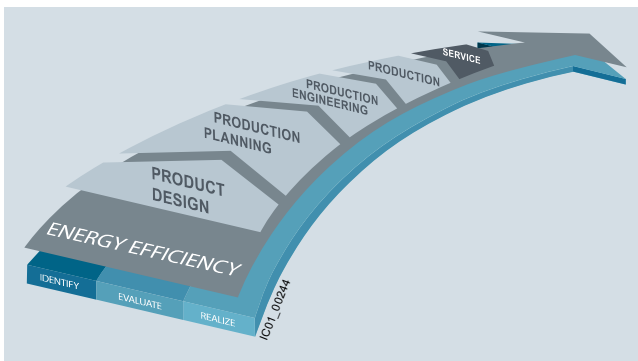 SERVICE
PRODUCTION
PRODUCTION
ENGINEERING
PRODUCTION
PLANNING
PRODUCT
DESIGN
ENERGY EFFICIENCY
IDENTIFY
EVALUATE
REALIZE
IC01_00244